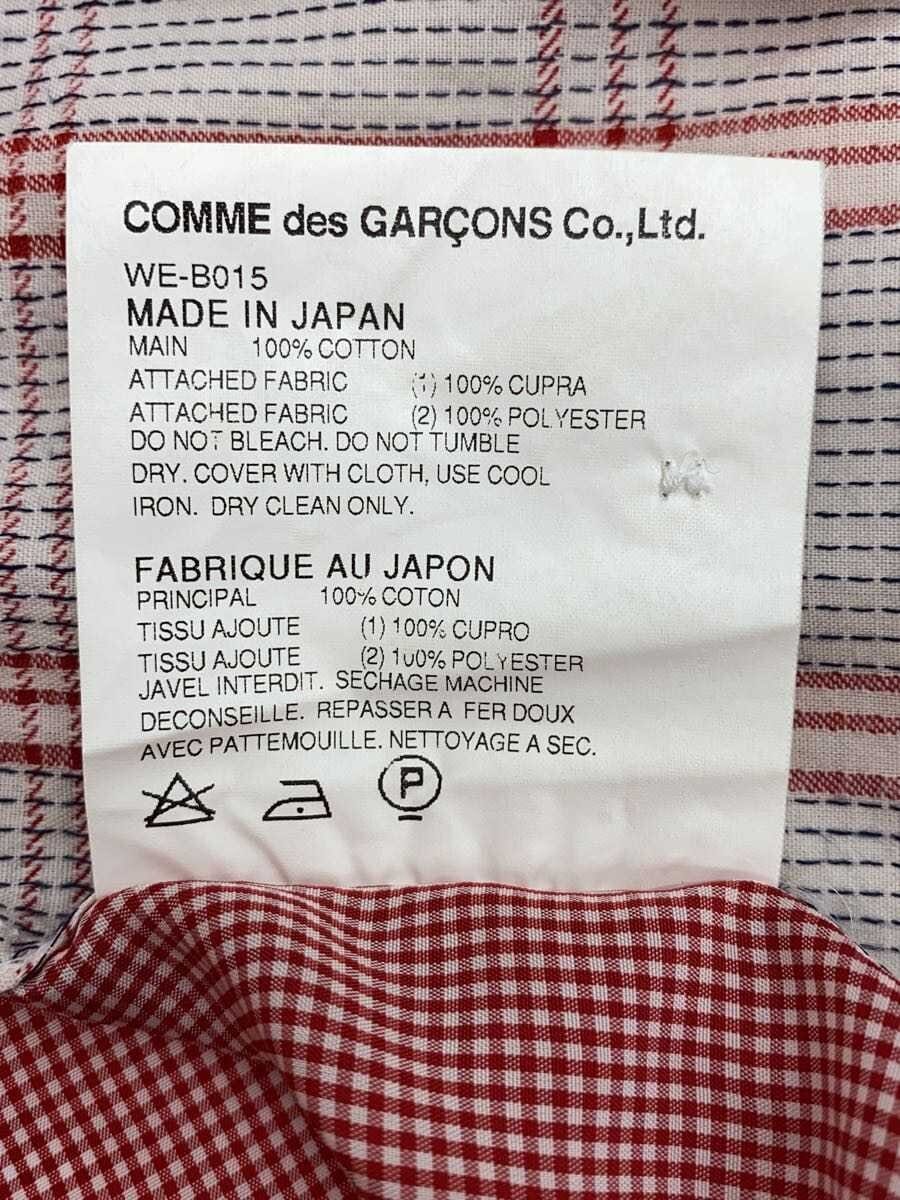 COMME des GARÇONS Co.,Ltd.
WE-B015
MADE IN JAPAN
MAIN 100% COTTON
ATTACHED FABRIC (1) 100% CUPRA
ATTACHED FABRIC (2) 100% POLYESTER
DO NOT BLEACH. DO NOT TUMBLE
DRY. COVER WITH CLOTH, USE COOL
IRON. DRY CLEAN ONLY.
FABRIQUE AU JAPON
PRINCIPAL 100% COTON
TISSU AJOUTE (1) 100% CUPRO
TISSU AJOUTE (2) 100% POLYESTER
JAVEL INTERDIT. SECHAGE MACHINE
DECONSEILLE. REPASSER A FER DOUX
AVEC PATTEMOUILLE. NETTOYAGE A SEC.
P